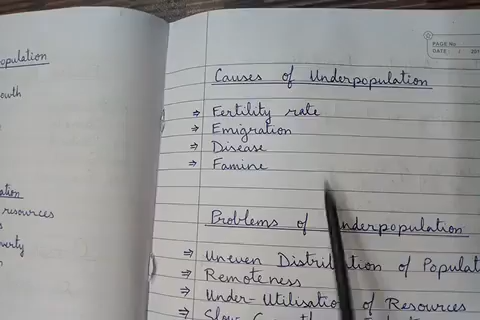 opulation
owth
ation
resources
verty
PAGE No
DATE / 201
Causes of Underpopulation
⇒ Fertility rate
⇒ Emigration
⇒ Disease
⇒ Famine
Problems of Underpopulation
⇒ Uneven Distribution of Populat
⇒ Remoteness
⇒ Under-Utilisation of Resources